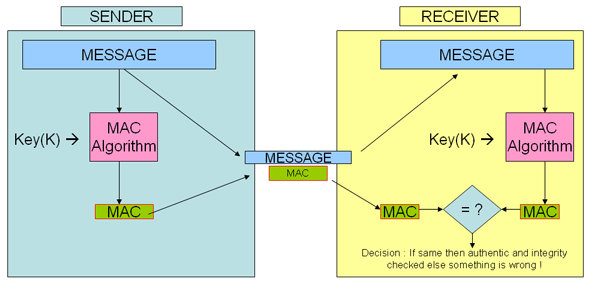 SENDER
MESSAGE
Key(K) →
MAC
Algorithm
MAC
MESSAGE
MAC
RECEIVER
MESSAGE
Key(K) →
MAC
Algorithm
MAC
= ?
MAC
Decision : If same then authentic and integrity
checked else something is wrong !